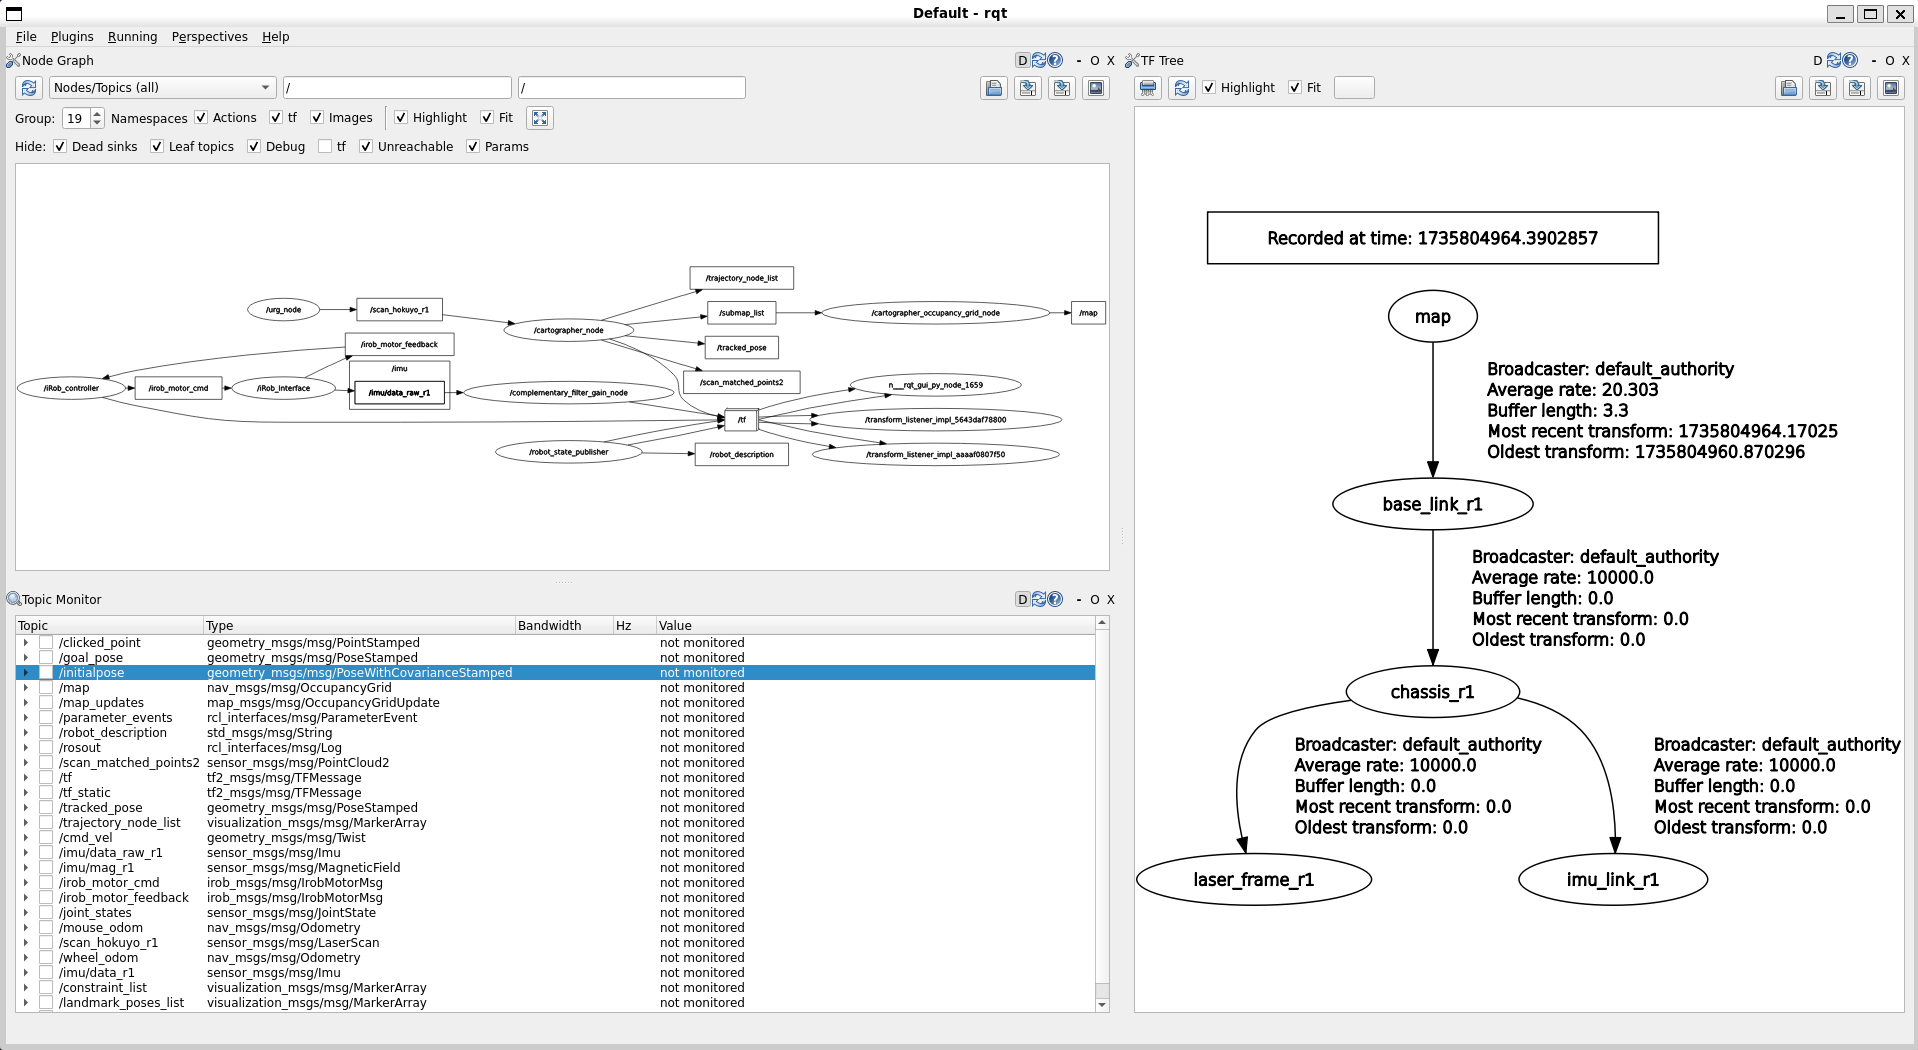 Default - rqt
File Plugins Running Perspectives Help
Node Graph
D - O X
Nodes/Topics (all) / /
Group: 19 Namespaces Actions tf Images Highlight Fit
Hide: Dead sinks Leaf topics Debug tf Unreachable Params
/trajectory_node_list
/urg_node
/scan_hokuyo_r1
/submap_list
/cartographer_occupancy_grid_node
/map
/cartographer_node
/irob_motor_feedback
/tracked_pose
/imu
/scan_matched_points2
/iRob_controller
/irob_motor_cmd
/iRob_Interface
/imu/data_raw_r1
/complementary_filter_gain_node
n___rqt_gui_py_node_1659
/tf
/transform_listener_impl_5643daf78800
/robot_state_publisher
/robot_description
/transform_listener_impl_aaaaf0807f50
Topic Monitor
D - O X
Topic Type Bandwidth Hz Value
/clicked_point geometry_msgs/msg/PointStamped not monitored
/goal_pose geometry_msgs/msg/PoseStamped not monitored
/initialpose geometry_msgs/msg/PoseWithCovarianceStamped not monitored
/map nav_msgs/msg/OccupancyGrid not monitored
/map_updates map_msgs/msg/OccupancyGridUpdate not monitored
/parameter_events rcl_interfaces/msg/ParameterEvent not monitored
/robot_description std_msgs/msg/String not monitored
/rosout rcl_interfaces/msg/Log not monitored
/scan_matched_points2 sensor_msgs/msg/PointCloud2 not monitored
/tf tf2_msgs/msg/TFMessage not monitored
/tf_static tf2_msgs/msg/TFMessage not monitored
/tracked_pose geometry_msgs/msg/PoseStamped not monitored
/trajectory_node_list visualization_msgs/msg/MarkerArray not monitored
/cmd_vel geometry_msgs/msg/Twist not monitored
/imu/data_raw_r1 sensor_msgs/msg/Imu not monitored
/imu/mag_r1 sensor_msgs/msg/MagneticField not monitored
/irob_motor_cmd irob_msgs/msg/IrobMotorMsg not monitored
/irob_motor_feedback irob_msgs/msg/IrobMotorMsg not monitored
/joint_states sensor_msgs/msg/JointState not monitored
/mouse_odom nav_msgs/msg/Odometry not monitored
/scan_hokuyo_r1 sensor_msgs/msg/LaserScan not monitored
/wheel_odom nav_msgs/msg/Odometry not monitored
/imu/data_r1 sensor_msgs/msg/Imu not monitored
/constraint_list visualization_msgs/msg/MarkerArray not monitored
/landmark_poses_list visualization_msgs/msg/MarkerArray not monitored
TF Tree
D - O X
Highlight Fit
Recorded at time: 1735804964.3902857
map
Broadcaster: default_authority
Average rate: 20.303
Buffer length: 3.3
Most recent transform: 1735804964.17025
Oldest transform: 1735804960.870296
base_link_r1
Broadcaster: default_authority
Average rate: 10000.0
Buffer length: 0.0
Most recent transform: 0.0
Oldest transform: 0.0
chassis_r1
Broadcaster: default_authority
Average rate: 10000.0
Buffer length: 0.0
Most recent transform: 0.0
Oldest transform: 0.0
Broadcaster: default_authority
Average rate: 10000.0
Buffer length: 0.0
Most recent transform: 0.0
Oldest transform: 0.0
laser_frame_r1
imu_link_r1